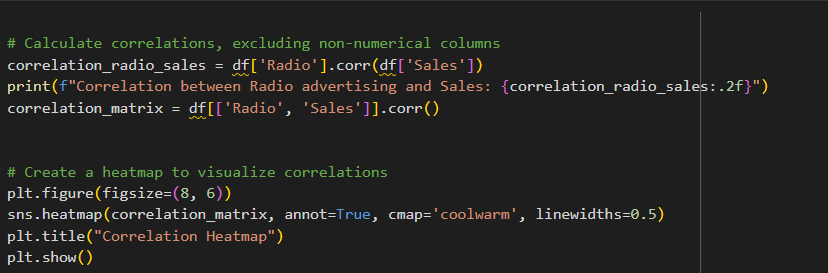 # Calculate correlations, excluding non-numerical columns
correlation_radio_sales = df['Radio'].corr(df['Sales'])
print(f"Correlation between Radio advertising and Sales: {correlation_radio_sales:.2f}")
correlation_matrix = df[['Radio', 'Sales']].corr()
# Create a heatmap to visualize correlations
plt.figure(figsize=(8, 6))
sns.heatmap(correlation_matrix, annot=True, cmap='coolwarm', linewidths=0.5)
plt.title("Correlation Heatmap")
plt.show()